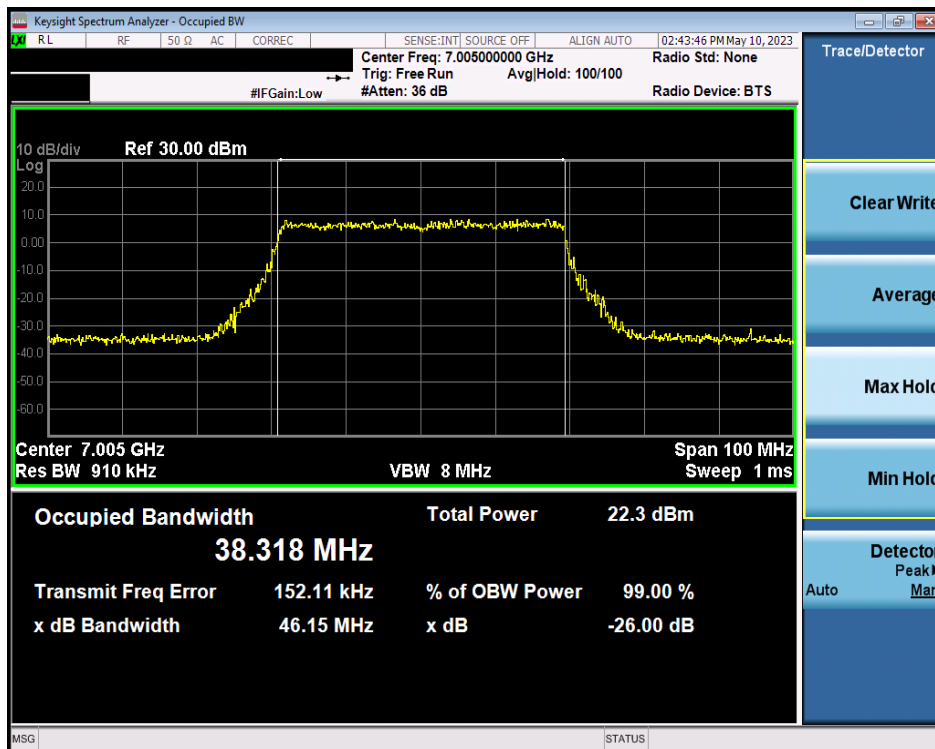 Keysight Spectrum Analyzer - Occupied BW
LXI RL RF 50 Ω AC CORREC SENSE:INT SOURCE OFF ALIGN AUTO 02:43:46 PM May 10, 2023
Center Freq: 7.005000000 GHz Radio Std: None
Trig: Free Run Avg|Hold: 100/100
#IFGain:Low #Atten: 36 dB Radio Device: BTS
Trace/Detector
10 dB/div Ref 30.00 dBm
Log
20.0
10.0
0.00
-10.0
-20.0
-30.0
-40.0
-50.0
-60.0
Center 7.005 GHz Span 100 MHz
Res BW 910 kHz VBW 8 MHz Sweep 1 ms
Occupied Bandwidth Total Power 22.3 dBm
38.318 MHz
Transmit Freq Error 152.11 kHz % of OBW Power 99.00 %
x dB Bandwidth 46.15 MHz x dB -26.00 dB
Clear Write
Average
Max Hold
Min Hold
Detector
Peak
Auto Man
MSG STATUS